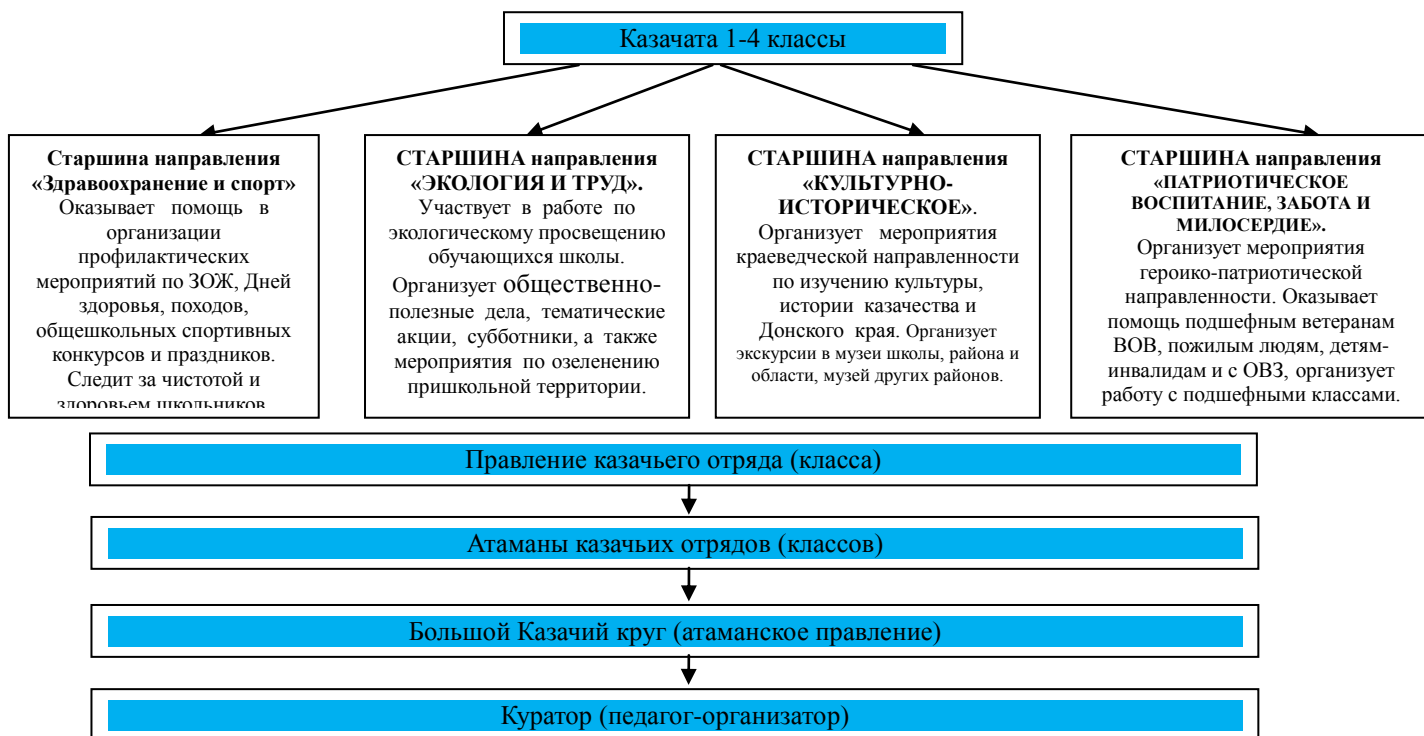 Казачата 1-4 классы
Старшина направления
«Здравоохранение и спорт»
Оказывает помощь в
организации
профилактических
мероприятий по ЗОЖ, Дней
здоровья, походов,
общешкольных спортивных
конкурсов и праздников.
Следит за чистотой и
здоровьем школьников
СТАРШИНА направления
«ЭКОЛОГИЯ И ТРУД».
Участвует в работе по
экологическому просвещению
обучающихся школы.
Организует общественно-
полезные дела, тематические
акции, субботники, а также
мероприятия по озеленению
пришкольной территории.
СТАРШИНА направления
«КУЛЬТУРНО-
ИСТОРИЧЕСКОЕ».
Организует мероприятия
краеведческой направленности
по изучению культуры,
истории казачества и
Донского края. Организует
экскурсии в музеи школы, района и
области, музей других районов.
СТАРШИНА направления
«ПАТРИОТИЧЕСКОЕ
ВОСПИТАНИЕ, ЗАБОТА И
МИЛОСЕРДИЕ».
Организует мероприятия
героико-патриотической
направленности. Оказывает
помощь подшефным ветеранам
ВОВ, пожилым людям, детям-
инвалидам и с ОВЗ, организует
работу с подшефными классами.
Правление казачьего отряда (класса)
Атаманы казачьих отрядов (классов)
Большой Казачий круг (атаманское правление)
Куратор (педагог-организатор)